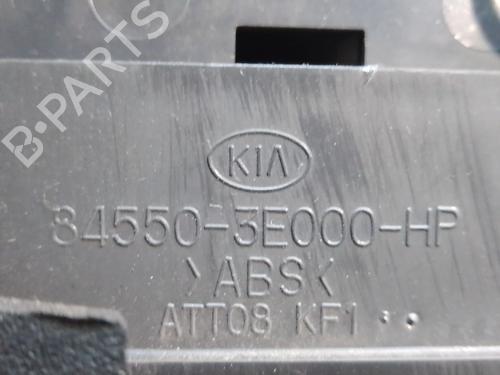 B-PARTS
KIA
84550-3E000-HP
>ABS<
ATT08 KF1